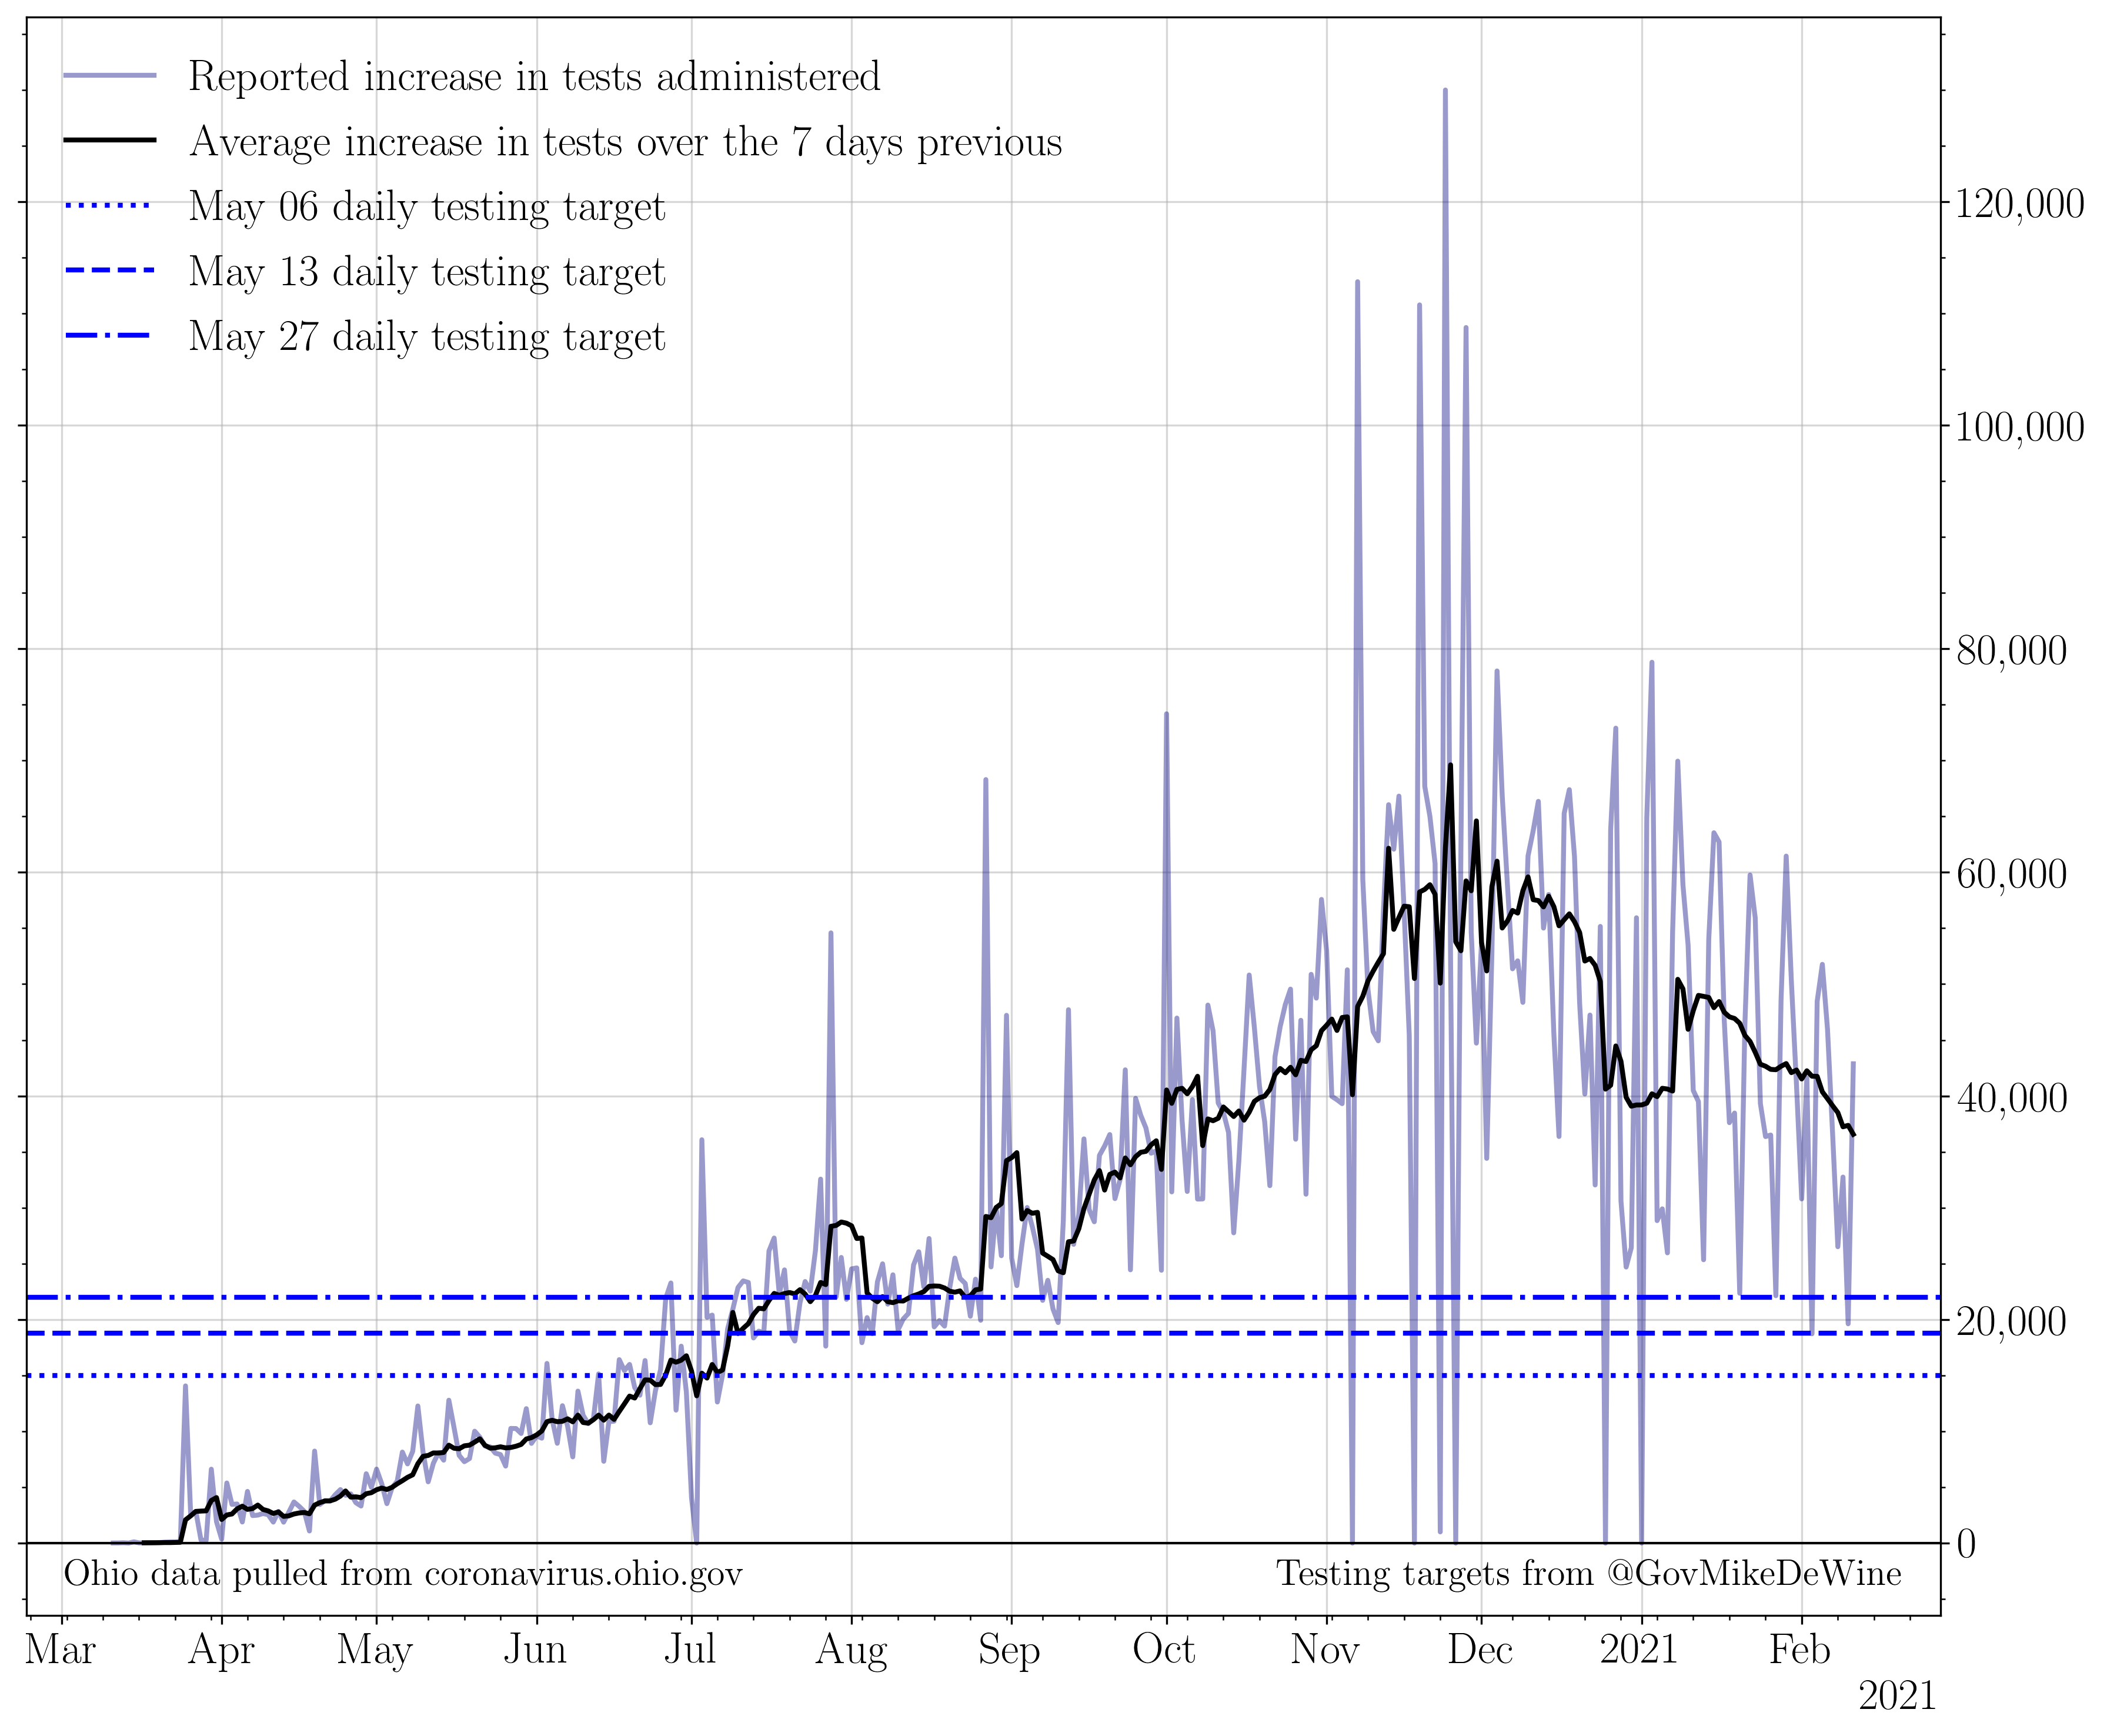 Reported increase in tests administered
Average increase in tests over the 7 days previous
May 06 daily testing target
May 13 daily testing target
May 27 daily testing target
120,000
100,000
80,000
60,000
40,000
20,000
0
Ohio data pulled from coronavirus.ohio.gov
Testing targets from @GovMikeDeWine
Mar Apr May Jun Jul Aug Sep Oct Nov Dec 2021 Feb
2021